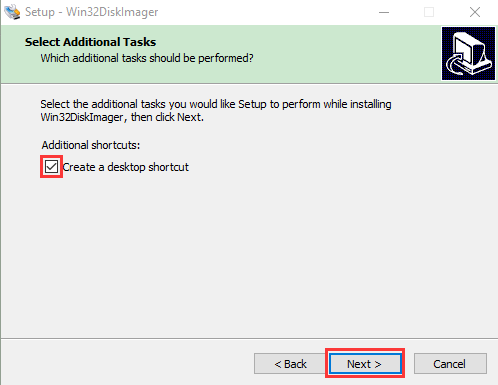 Setup - Win32DiskImager
Select Additional Tasks
Which additional tasks should be performed?
Select the additional tasks you would like Setup to perform while installing
Win32DiskImager, then click Next.
Additional shortcuts:
Create a desktop shortcut
< Back
Next >
Cancel